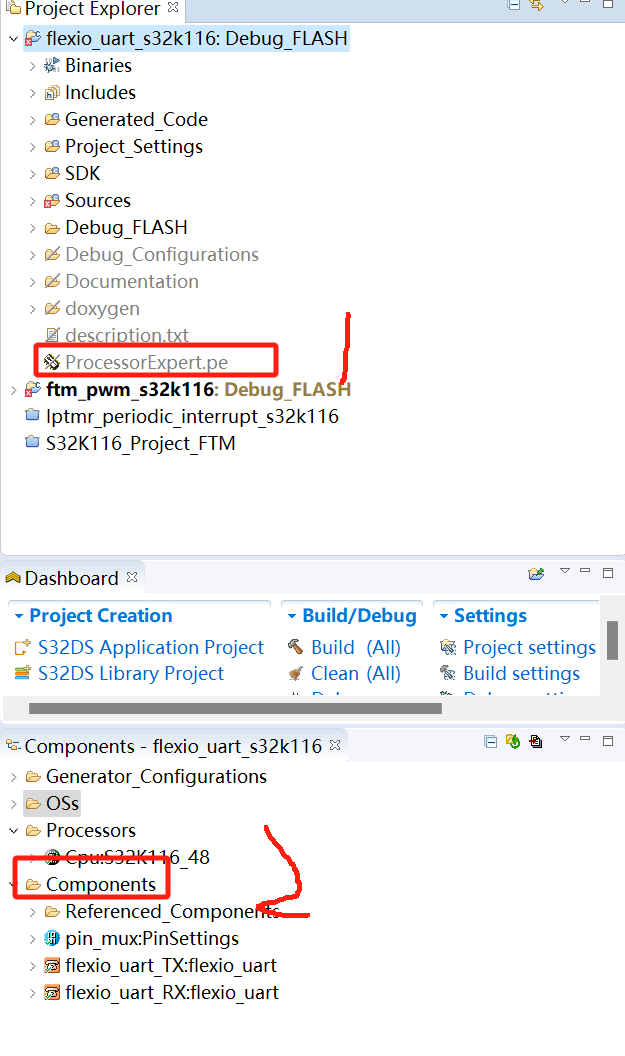 Project Explorer
flexio_uart_s32k116: Debug_FLASH
Binaries
Includes
Generated_Code
Project_Settings
SDK
Sources
Debug_FLASH
Debug_Configurations
Documentation
doxygen
description.txt
ProcessorExpert.pe
ftm_pwm_s32k116: Debug_FLASH
lptmr_periodic_interrupt_s32k116
S32K116_Project_FTM
1
Dashboard
Project Creation
S32DS Application Project
S32DS Library Project
Build/Debug
Build (All)
Clean (All)
Settings
Project settings
Build settings
Components - flexio_uart_s32k116
Generator_Configurations
OSs
Processors
Cpu:S32K116_48
Components
Referenced_Components
pin_mux:PinSettings
flexio_uart_TX:flexio_uart
flexio_uart_RX:flexio_uart
2